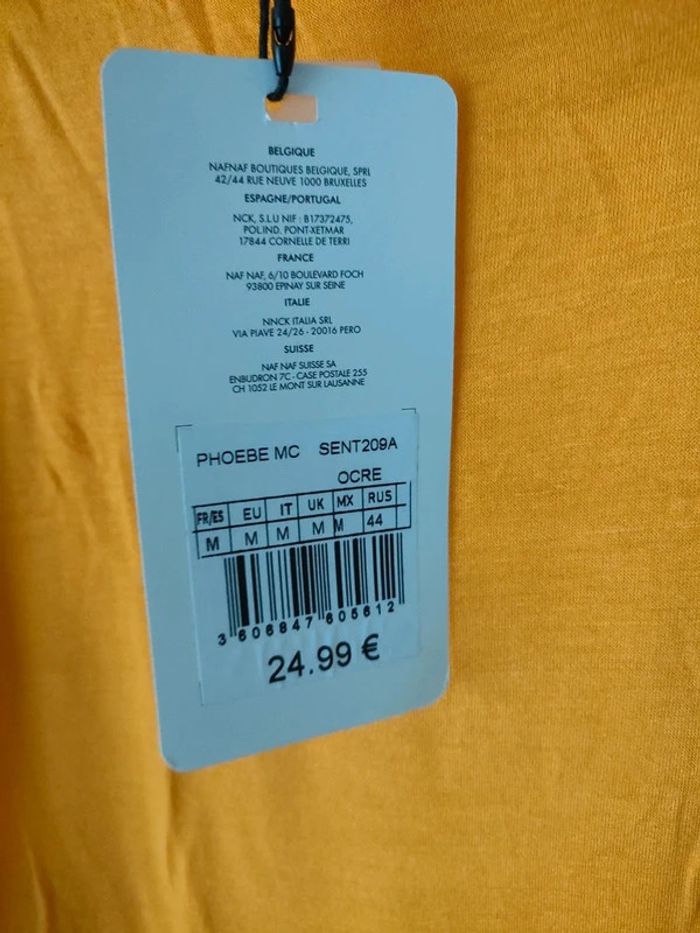 BELGIQUE
NAFNAF BOUTIQUES BELGIQUE, SPRL
42/44 RUE NEUVE 1000 BRUXELLES
ESPAGNE/PORTUGAL
NCK, S.L.U NIF : B17372475,
POL.IND. PONT-XETMAR
17844 CORNELLE DE TERRI
FRANCE
NAF NAF, 6/10 BOULEVARD FOCH
93800 EPINAY SUR SEINE
ITALIE
NNCK ITALIA SRL
VIA PIAVE 24/26 - 20016 PERO
SUISSE
NAF NAF SUISSE SA
ENBUDRON 7C - CASE POSTALE 255
CH 1052 LE MONT SUR LAUSANNE
PHOEBE MC SENT209A
OCRE
FR/ES EU IT UK MX RUS
M M M M M 44
3 606847 605612
24.99 €